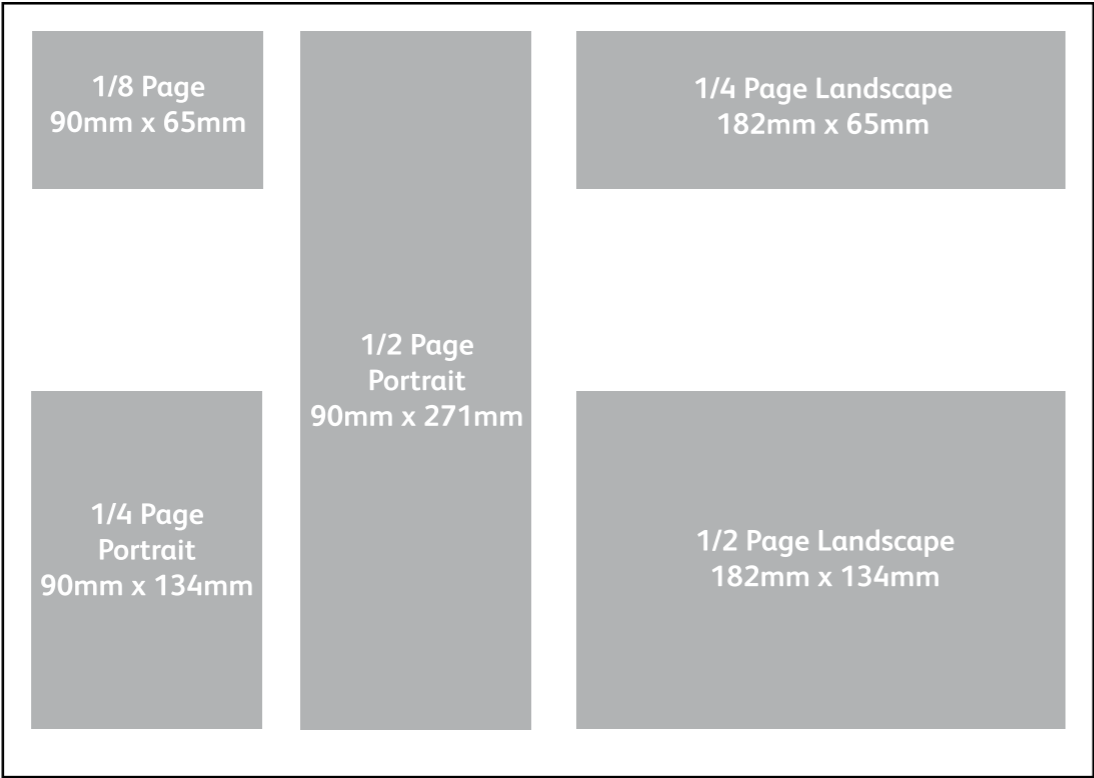 1/8 Page
90mm x 65mm
1/2 Page
Portrait
90mm x 271mm
1/4 Page Landscape
182mm x 65mm
1/4 Page
Portrait
90mm x 134mm
1/2 Page Landscape
182mm x 134mm